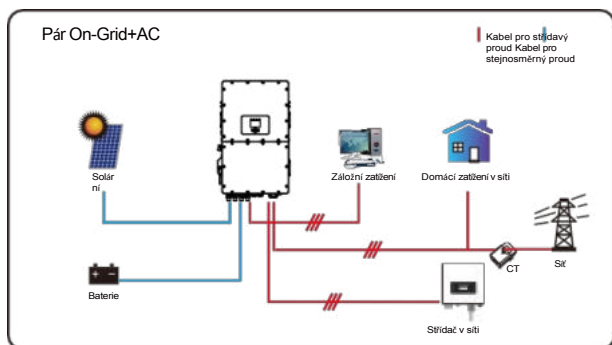 Pár On-Grid+AC
Kabel pro střídavý
proud Kabel pro
stejnosměrný proud
Solár
ní
Záložní zatížení
Domácí zatížení v síti
CT
Síť
Baterie
Střídač v síti